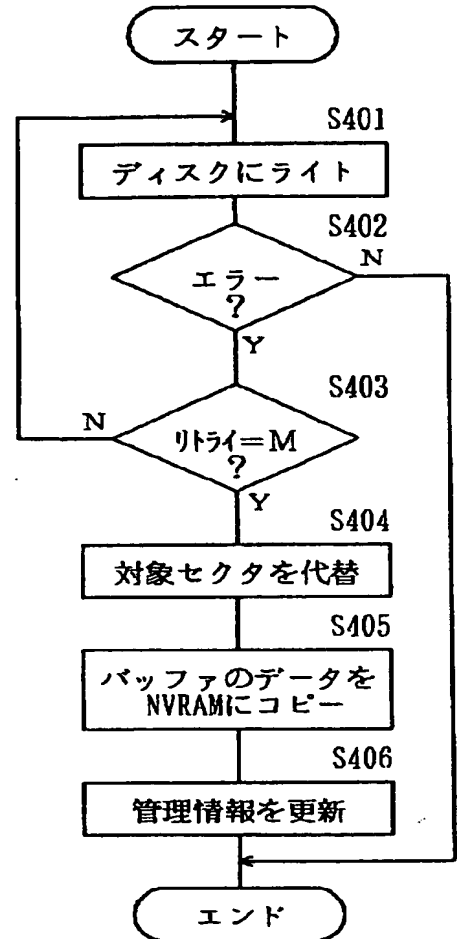 スタート
S401
ディスクにライト
S402
エラー
?
N
Y
S403
リトライ=M
?
N
Y
S404
対象セクタを代替
S405
バッファのデータを
NVRAMにコピー
S406
管理情報を更新
エンド